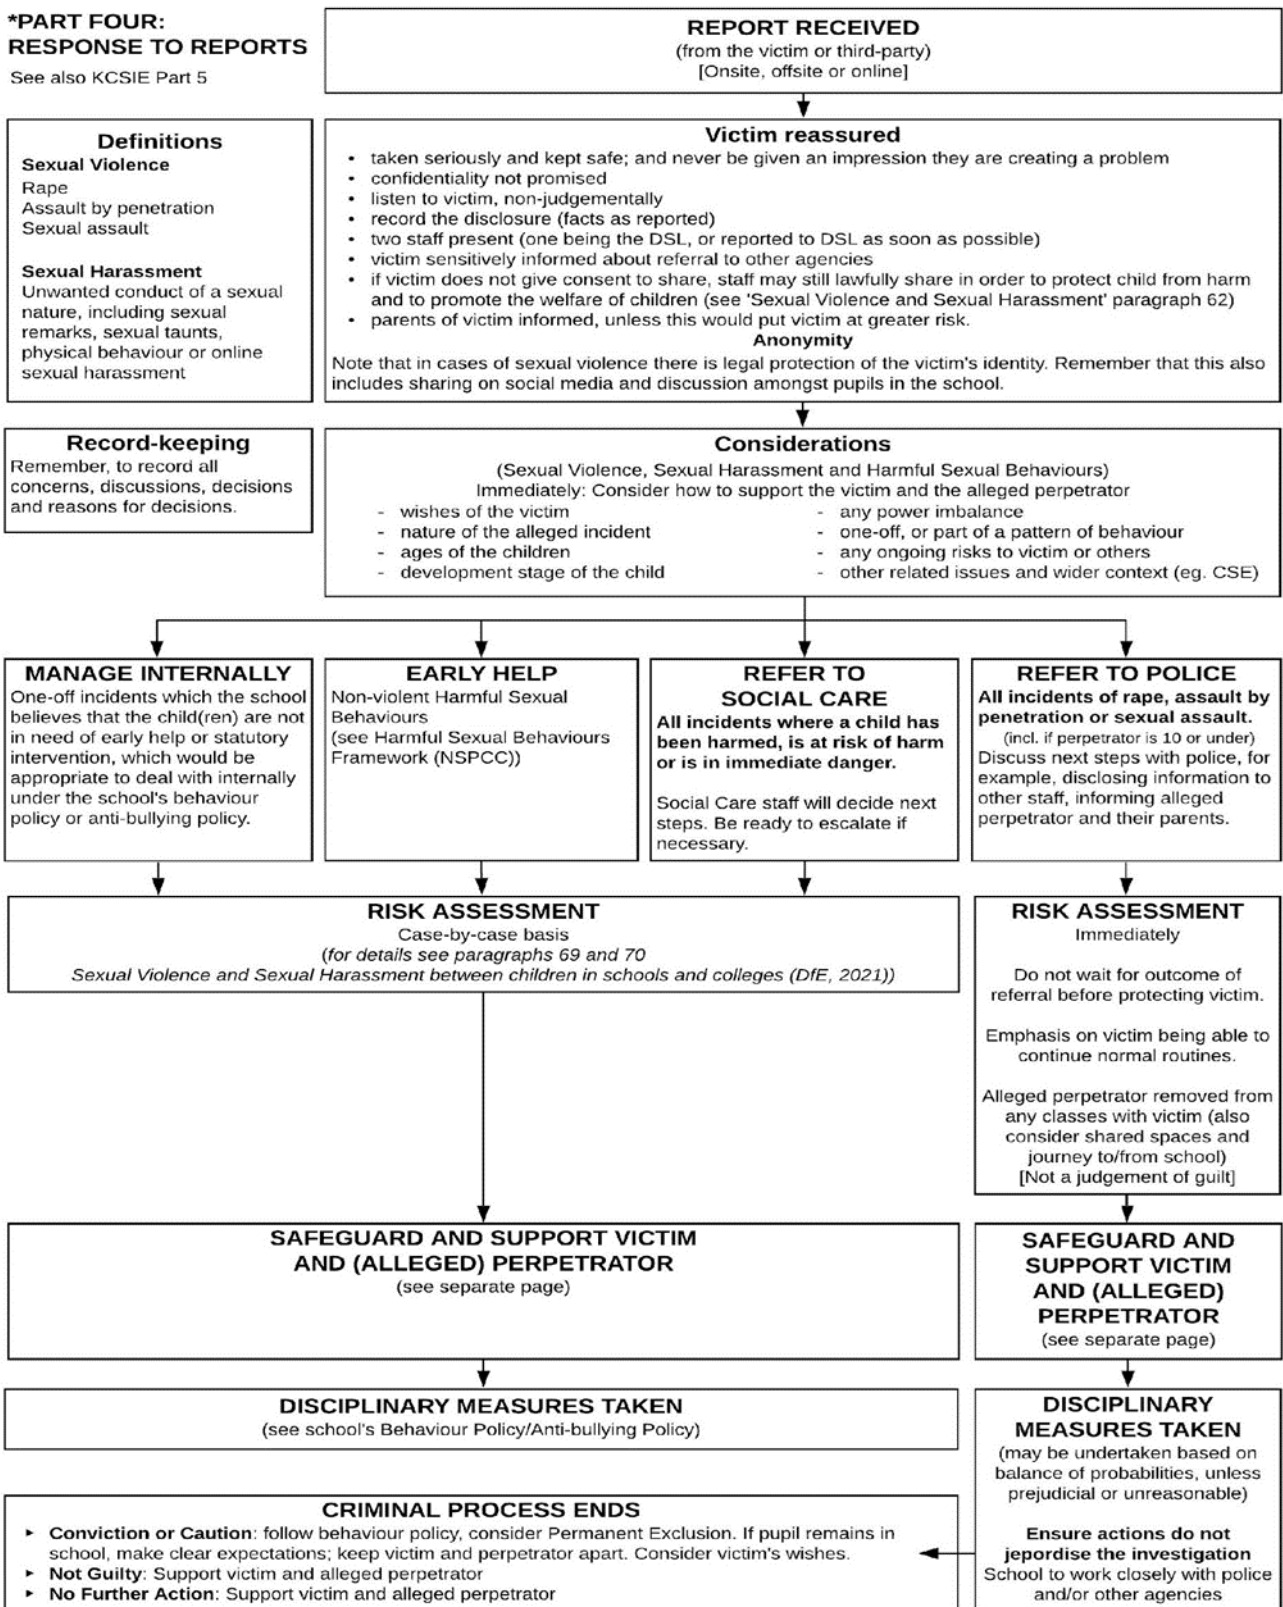 *PART FOUR:
RESPONSE TO REPORTS
See also KCSIE Part 5
REPORT RECEIVED
(from the victim or third-party)
[Onsite, offsite or online]
Definitions
Sexual Violence
Rape
Assault by penetration
Sexual assault
Sexual Harassment
Unwanted conduct of a sexual
nature, including sexual
remarks, sexual taunts,
physical behaviour or online
sexual harassment
Victim reassured
• taken seriously and kept safe; and never be given an impression they are creating a problem
• confidentiality not promised
• listen to victim, non-judgementally
• record the disclosure (facts as reported)
• two staff present (one being the DSL, or reported to DSL as soon as possible)
• victim sensitively informed about referral to other agencies
• if victim does not give consent to share, staff may still lawfully share in order to protect child from harm
and to promote the welfare of children (see 'Sexual Violence and Sexual Harassment' paragraph 62)
• parents of victim informed, unless this would put victim at greater risk.
Anonymity
Note that in cases of sexual violence there is legal protection of the victim's identity. Remember that this also
includes sharing on social media and discussion amongst pupils in the school.
Record-keeping
Remember, to record all
concerns, discussions, decisions
and reasons for decisions.
Considerations
(Sexual Violence, Sexual Harassment and Harmful Sexual Behaviours)
Immediately: Consider how to support the victim and the alleged perpetrator
- wishes of the victim
- nature of the alleged incident
- ages of the children
- development stage of the child
- any power imbalance
- one-off, or part of a pattern of behaviour
- any ongoing risks to victim or others
- other related issues and wider context (eg. CSE)
MANAGE INTERNALLY
One-off incidents which the school
believes that the child(ren) are not
in need of early help or statutory
intervention, which would be
appropriate to deal with internally
under the school's behaviour
policy or anti-bullying policy.
EARLY HELP
Non-violent Harmful Sexual
Behaviours
(see Harmful Sexual Behaviours
Framework (NSPCC))
REFER TO
SOCIAL CARE
All incidents where a child has
been harmed, is at risk of harm
or is in immediate danger.
Social Care staff will decide next
steps. Be ready to escalate if
necessary.
REFER TO POLICE
All incidents of rape, assault by
penetration or sexual assault.
(incl. if perpetrator is 10 or under)
Discuss next steps with police, for
example, disclosing information to
other staff, informing alleged
perpetrator and their parents.
RISK ASSESSMENT
Case-by-case basis
(for details see paragraphs 69 and 70
Sexual Violence and Sexual Harassment between children in schools and colleges (DfE, 2021))
RISK ASSESSMENT
Immediately
Do not wait for outcome of
referral before protecting victim.
Emphasis on victim being able to
continue normal routines.
Alleged perpetrator removed from
any classes with victim (also
consider shared spaces and
journey to/from school)
[Not a judgement of guilt]
SAFEGUARD AND SUPPORT VICTIM
AND (ALLEGED) PERPETRATOR
(see separate page)
SAFEGUARD AND
SUPPORT VICTIM
AND (ALLEGED)
PERPETRATOR
(see separate page)
DISCIPLINARY MEASURES TAKEN
(see school's Behaviour Policy/Anti-bullying Policy)
DISCIPLINARY
MEASURES TAKEN
(may be undertaken based on
balance of probabilities, unless
prejudicial or unreasonable)
Ensure actions do not
jepordise the investigation
School to work closely with police
and/or other agencies
CRIMINAL PROCESS ENDS
▸ Conviction or Caution: follow behaviour policy, consider Permanent Exclusion. If pupil remains in
school, make clear expectations; keep victim and perpetrator apart. Consider victim's wishes.
▸ Not Guilty: Support victim and alleged perpetrator
▸ No Further Action: Support victim and alleged perpetrator